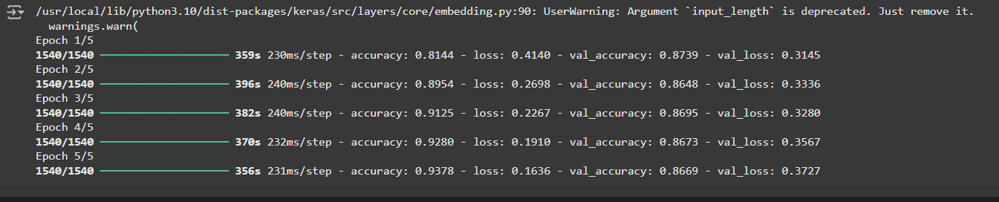 /usr/local/lib/python3.10/dist-packages/keras/src/layers/core/embedding.py:90: UserWarning: Argument `input_length` is deprecated. Just remove it.
  warnings.warn(
Epoch 1/5
1540/1540 ━━━━━━━━━━━━━━━━━━━━ 359s 230ms/step - accuracy: 0.8144 - loss: 0.4140 - val_accuracy: 0.8739 - val_loss: 0.3145
Epoch 2/5
1540/1540 ━━━━━━━━━━━━━━━━━━━━ 396s 240ms/step - accuracy: 0.8954 - loss: 0.2698 - val_accuracy: 0.8648 - val_loss: 0.3336
Epoch 3/5
1540/1540 ━━━━━━━━━━━━━━━━━━━━ 382s 240ms/step - accuracy: 0.9125 - loss: 0.2267 - val_accuracy: 0.8695 - val_loss: 0.3280
Epoch 4/5
1540/1540 ━━━━━━━━━━━━━━━━━━━━ 370s 232ms/step - accuracy: 0.9280 - loss: 0.1910 - val_accuracy: 0.8673 - val_loss: 0.3567
Epoch 5/5
1540/1540 ━━━━━━━━━━━━━━━━━━━━ 356s 231ms/step - accuracy: 0.9378 - loss: 0.1636 - val_accuracy: 0.8669 - val_loss: 0.3727